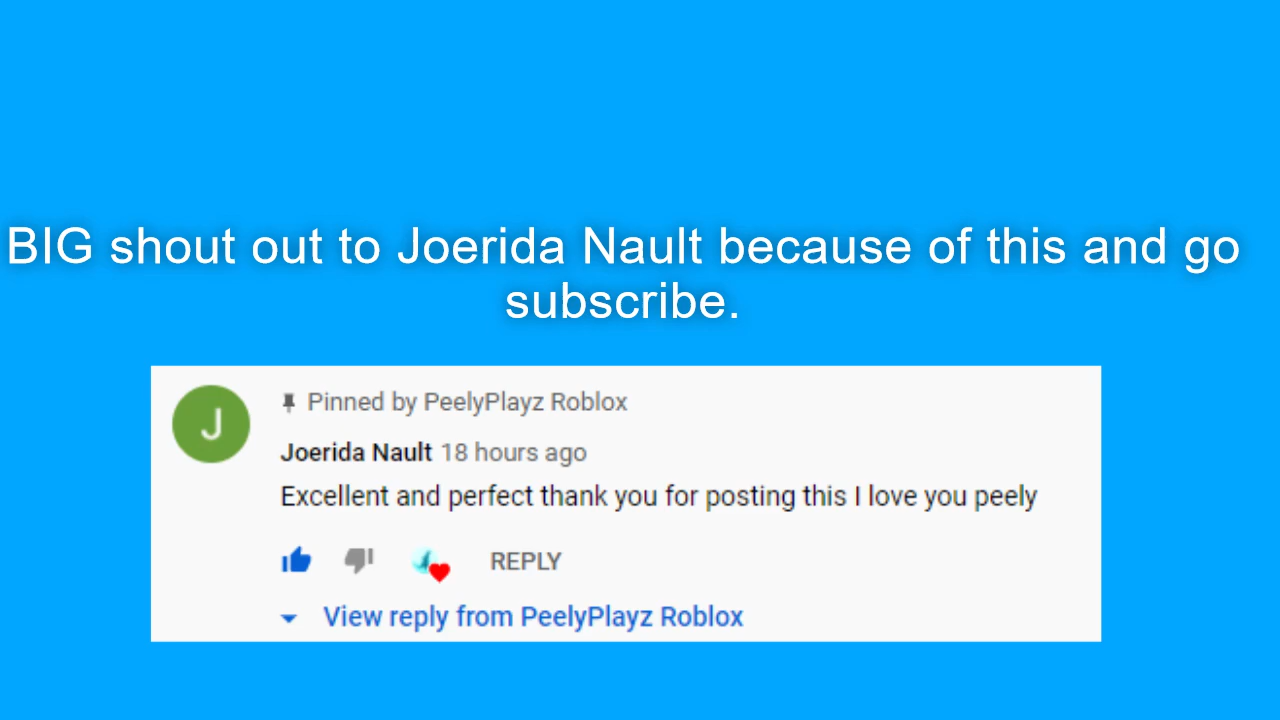 BIG shout out to Joerida Nault because of this and go
subscribe.
J
Pinned by PeelyPlayz Roblox
Joerida Nault 18 hours ago
Excellent and perfect thank you for posting this I love you peely
REPLY
View reply from PeelyPlayz Roblox